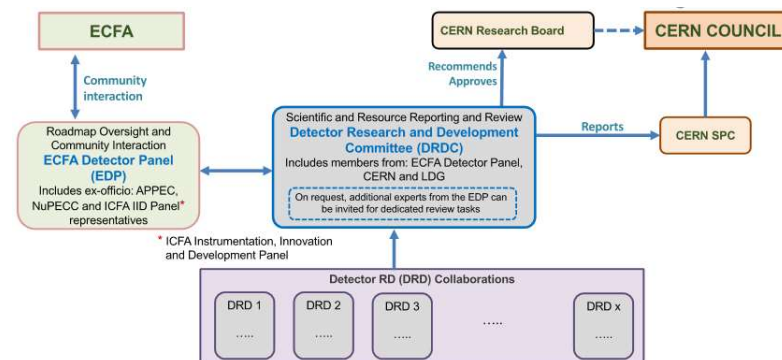 ECFA
CERN Research Board
CERN COUNCIL
Community
interaction
Recommends
Approves
Roadmap Oversight and
Community Interaction
ECFA Detector Panel
(EDP)
Includes ex-officio: APPEC,
NuPECC and ICFA IID Panel*
representatives
Scientific and Resource Reporting and Review
Detector Research and Development
Committee (DRDC)
Includes members from: ECFA Detector Panel,
CERN and LDG
On request, additional experts from the EDP can
be invited for dedicated review tasks
Reports
CERN SPC
* ICFA Instrumentation, Innovation
and Development Panel
Detector RD (DRD) Collaborations
DRD 1
.....
DRD 2
.....
DRD 3
.....
.....
DRD x
.....